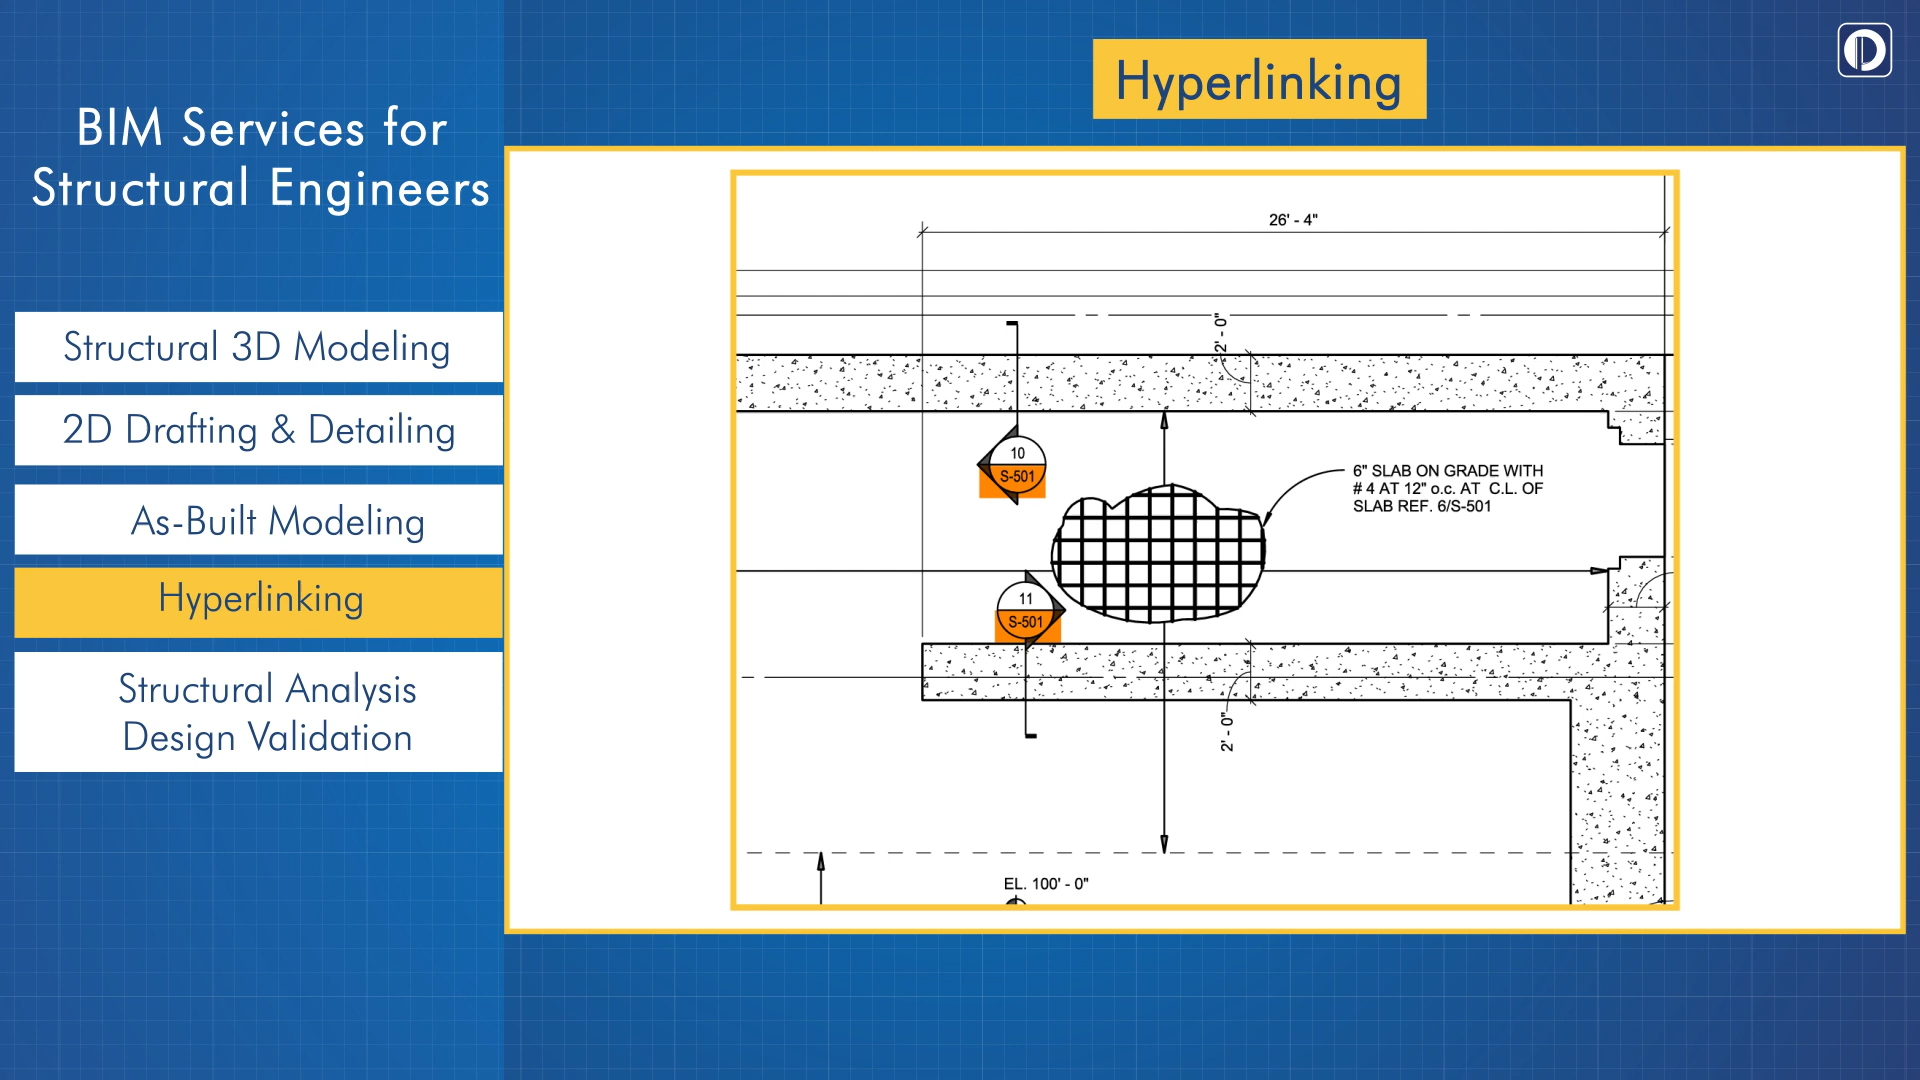 BIM Services for
Structural Engineers
Structural 3D Modeling
2D Drafting & Detailing
As-Built Modeling
Hyperlinking
Structural Analysis
Design Validation
Hyperlinking
26' - 4"
2' - 0"
10
S-501
6" SLAB ON GRADE WITH
# 4 AT 12" o.c. AT C.L. OF
SLAB REF. 6/S-501
11
S-501
2' - 0"
EL. 100' - 0"